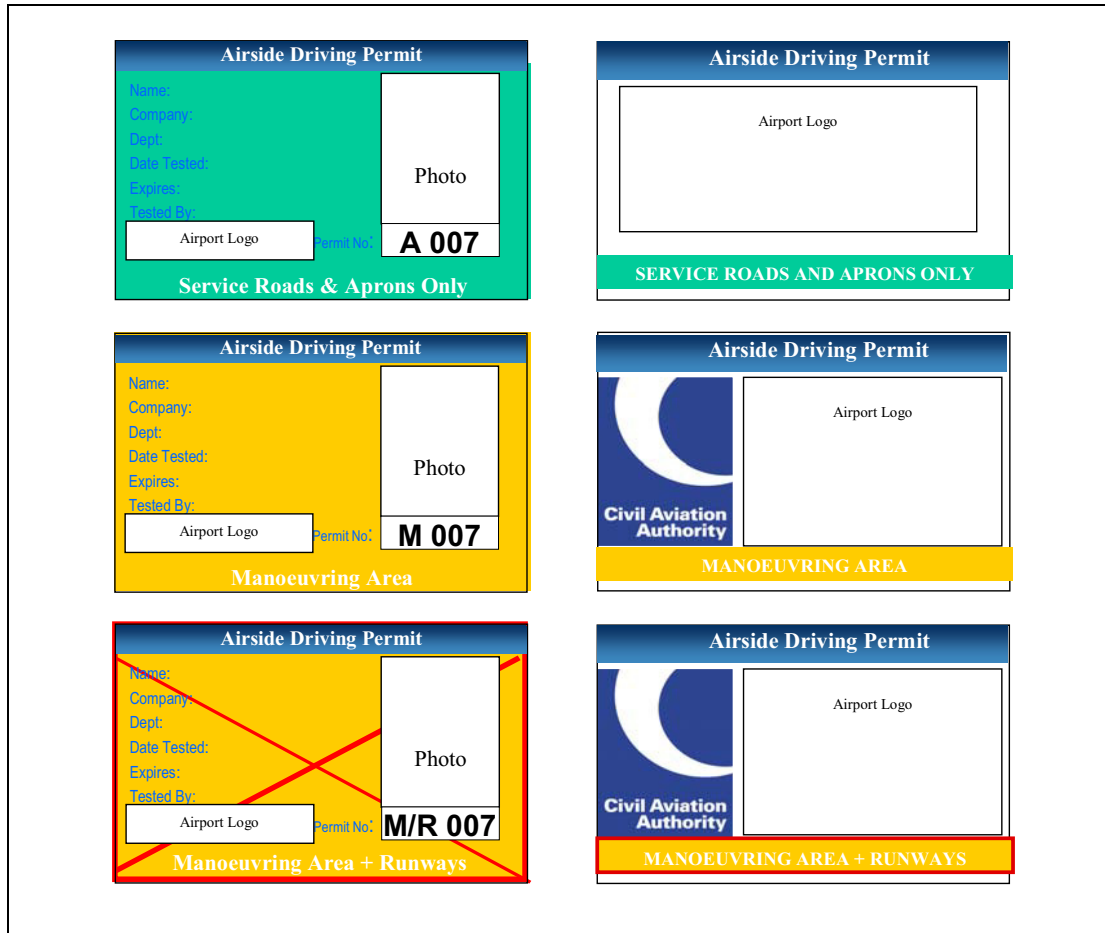 Airside Driving Permit
Name:
Company:
Dept:
Date Tested:
Expires:
Tested By:
Photo
Airport Logo
Permit No:
A 007
Service Roads & Aprons Only
Airside Driving Permit
Airport Logo
SERVICE ROADS AND APRONS ONLY
Airside Driving Permit
Name:
Company:
Dept:
Date Tested:
Expires:
Tested By:
Photo
Airport Logo
Permit No:
M 007
Manoeuvring Area
Airside Driving Permit
Airport Logo
Civil Aviation
Authority
MANOEUVRING AREA
Airside Driving Permit
Name:
Company:
Dept:
Date Tested:
Expires:
Tested By:
Photo
Airport Logo
Permit No:
M/R 007
Manoeuvring Area + Runways
Airside Driving Permit
Airport Logo
Civil Aviation
Authority
MANOEUVRING AREA + RUNWAYS